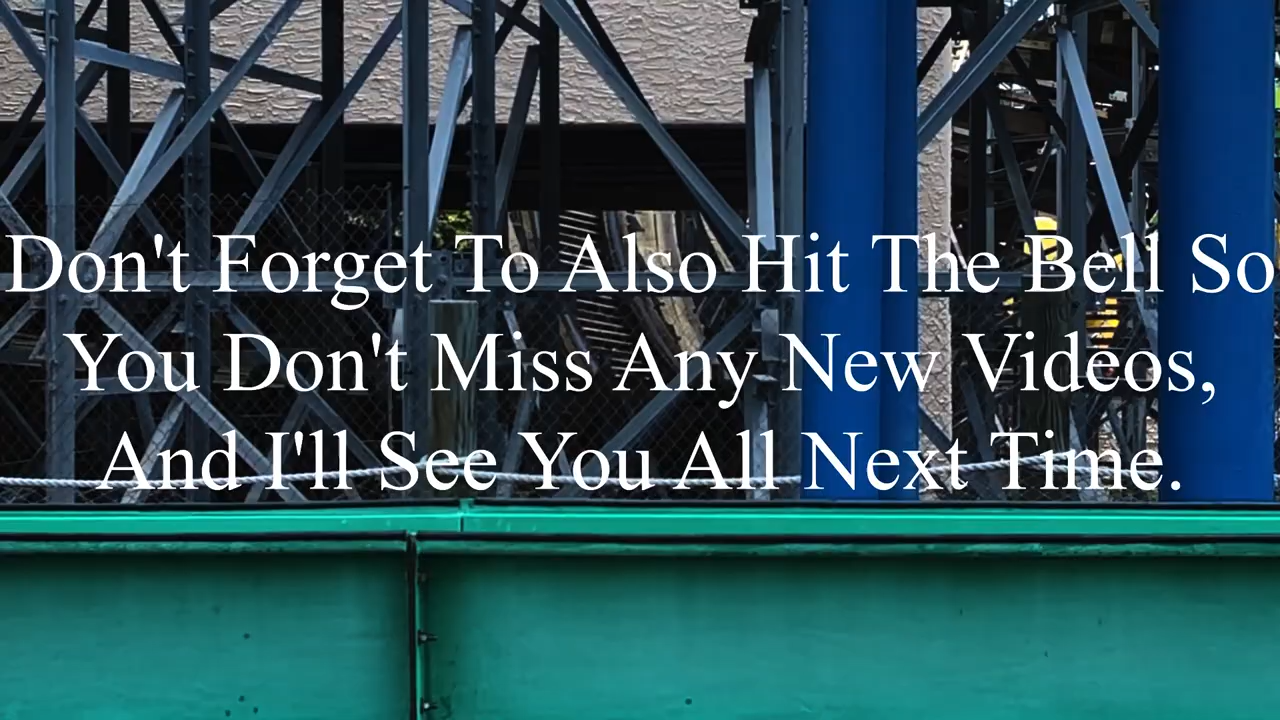 Don't Forget To Also Hit The Bell So
You Don't Miss Any New Videos,
And I'll See You All Next Time.